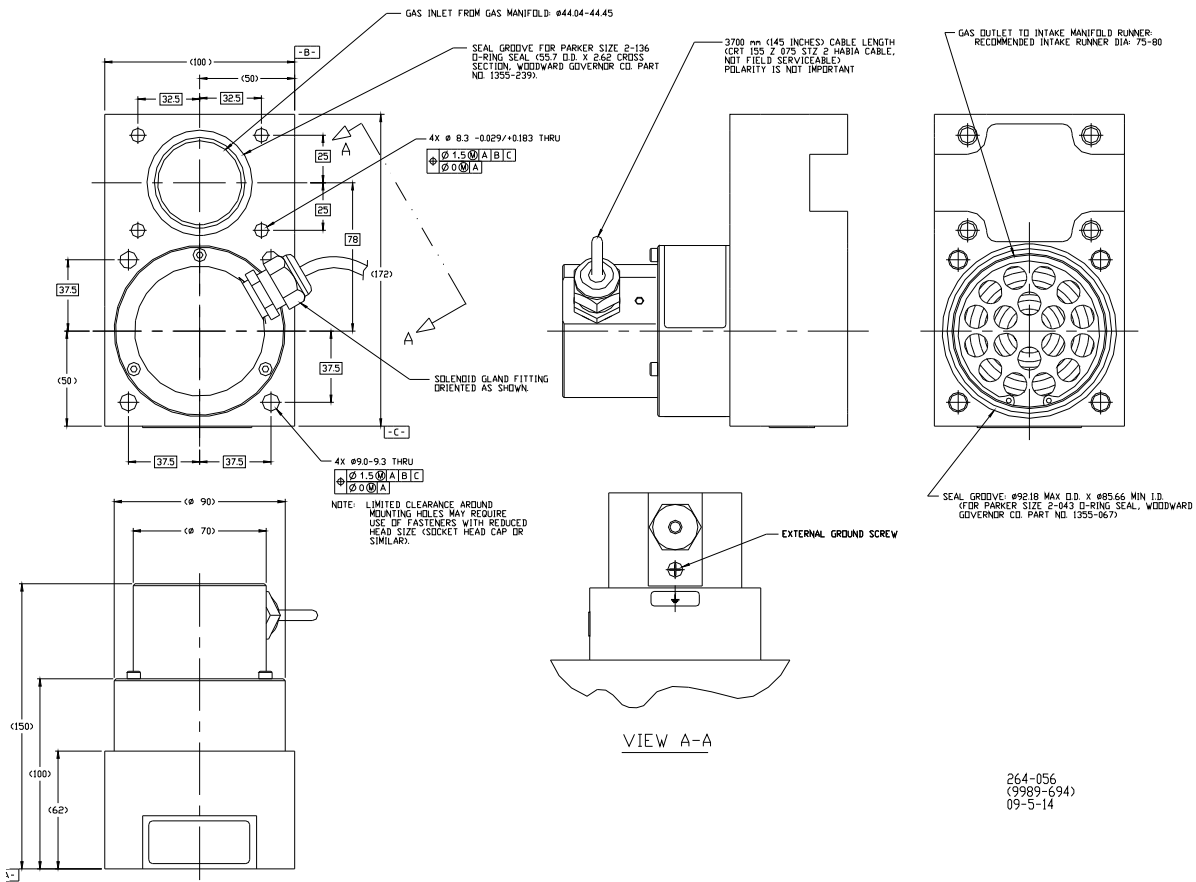 GAS INLET FROM GAS MANIFOLD: ø44.04-44.45
-B-
(100)
(50)
32.5
32.5
SEAL GROOVE FOR PARKER SIZE 2-136
O-RING SEAL (55.7 O.D. X 2.62 CROSS
SECTION, WOODWARD GOVERNOR CO. PART
NO. 1355-239).
4X ø 8.3 -0.029/+0.183 THRU
⌖ Ø 1.5 Ⓜ A B C
Ø 0 Ⓜ A
A
25
25
78
(172)
37.5
A
37.5
(50)
SOLENOID GLAND FITTING
ORIENTED AS SHOWN.
-C-
37.5
37.5
4X ø9.0-9.3 THRU
⌖ Ø 1.5 Ⓜ A B C
Ø 0 Ⓜ A
NOTE: LIMITED CLEARANCE AROUND
MOUNTING HOLES MAY REQUIRE
USE OF FASTENERS WITH REDUCED
HEAD SIZE (SOCKET HEAD CAP OR
SIMILAR).
3700 mm (145 INCHES) CABLE LENGTH
(CRT 155 Z 075 STZ 2 HABIA CABLE,
NOT FIELD SERVICEABLE)
POLARITY IS NOT IMPORTANT
GAS OUTLET TO INTAKE MANIFOLD RUNNER:
RECOMMENDED INTAKE RUNNER DIA: 75-80
SEAL GROOVE: ø92.18 MAX O.D. X ø85.66 MIN I.D.
(FOR PARKER SIZE 2-043 O-RING SEAL, WOODWARD
GOVERNOR CO. PART NO. 1355-067)
(ø 90)
(ø 70)
(150)
(100)
(62)
A-
EXTERNAL GROUND SCREW
VIEW A-A
264-056
(9989-694)
09-5-14